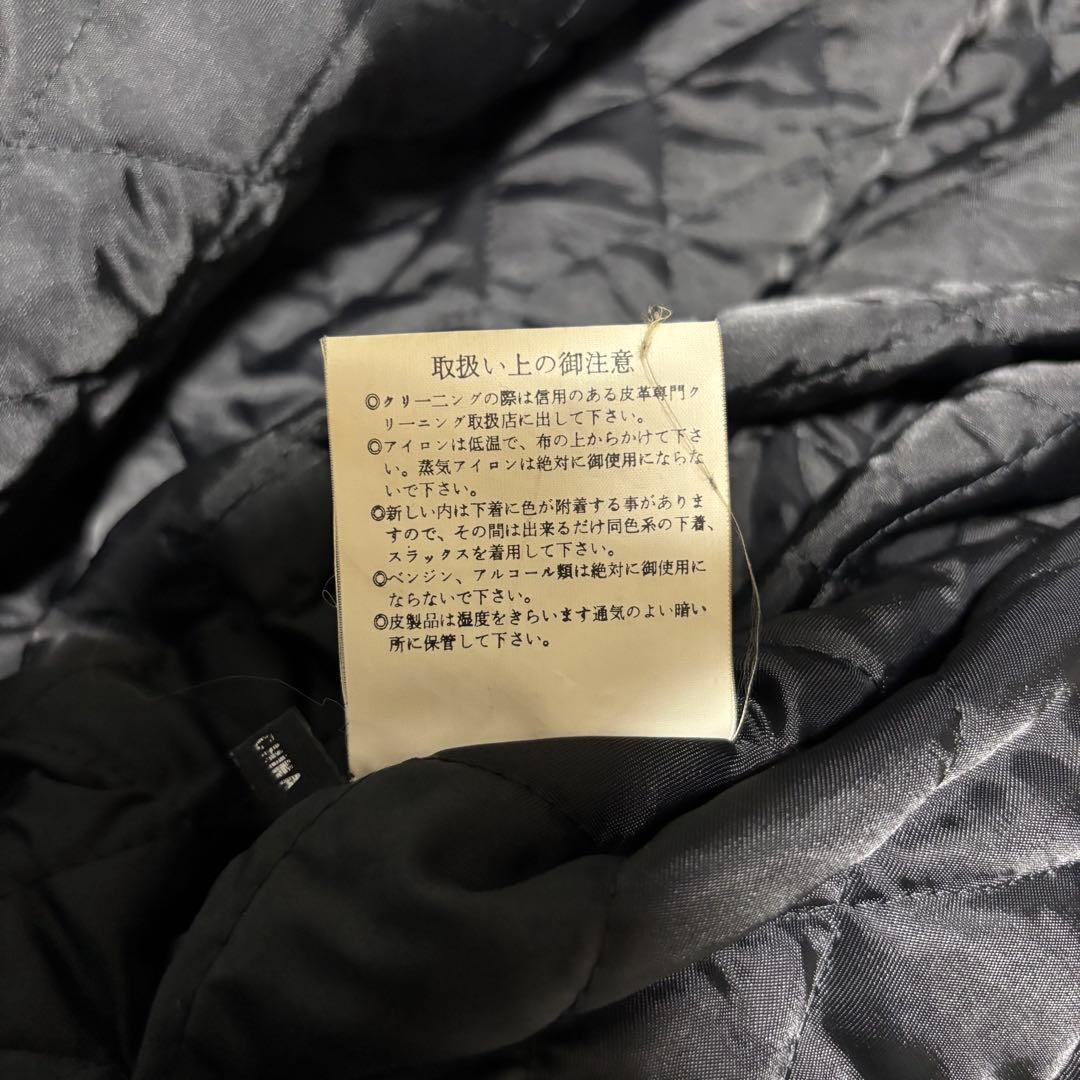 取扱い上の御注意
◎クリーニングの際は信用のある皮革専門ク
リーニング取扱店に出して下さい。
◎アイロンは低温で、布の上からかけて下さ
い。蒸気アイロンは絶対に御使用にならな
いで下さい。
◎新しい内は下着に色が附着する事がありま
すので、その間は出来るだけ同色系の下着、
スラックスを着用して下さい。
◎ベンジン、アルコール類は絶対に御使用に
ならないで下さい。
◎皮製品は湿度をきらいます通気のよい暗い
所に保管して下さい。